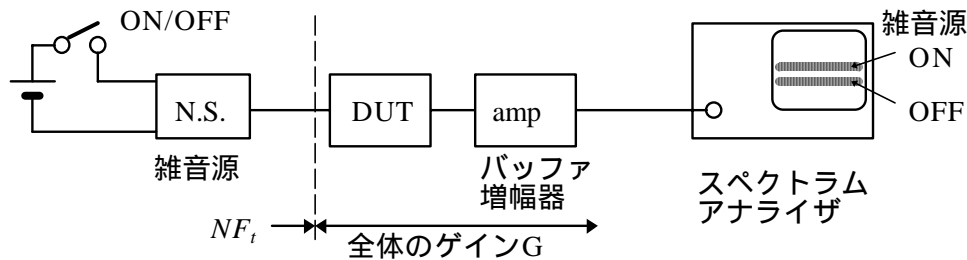 ON/OFF
N.S.
雑音源
DUT
amp
バッファ
増幅器
雑音源
ON
OFF
スペクトラム
アナライザ
NFt
全体のゲインG